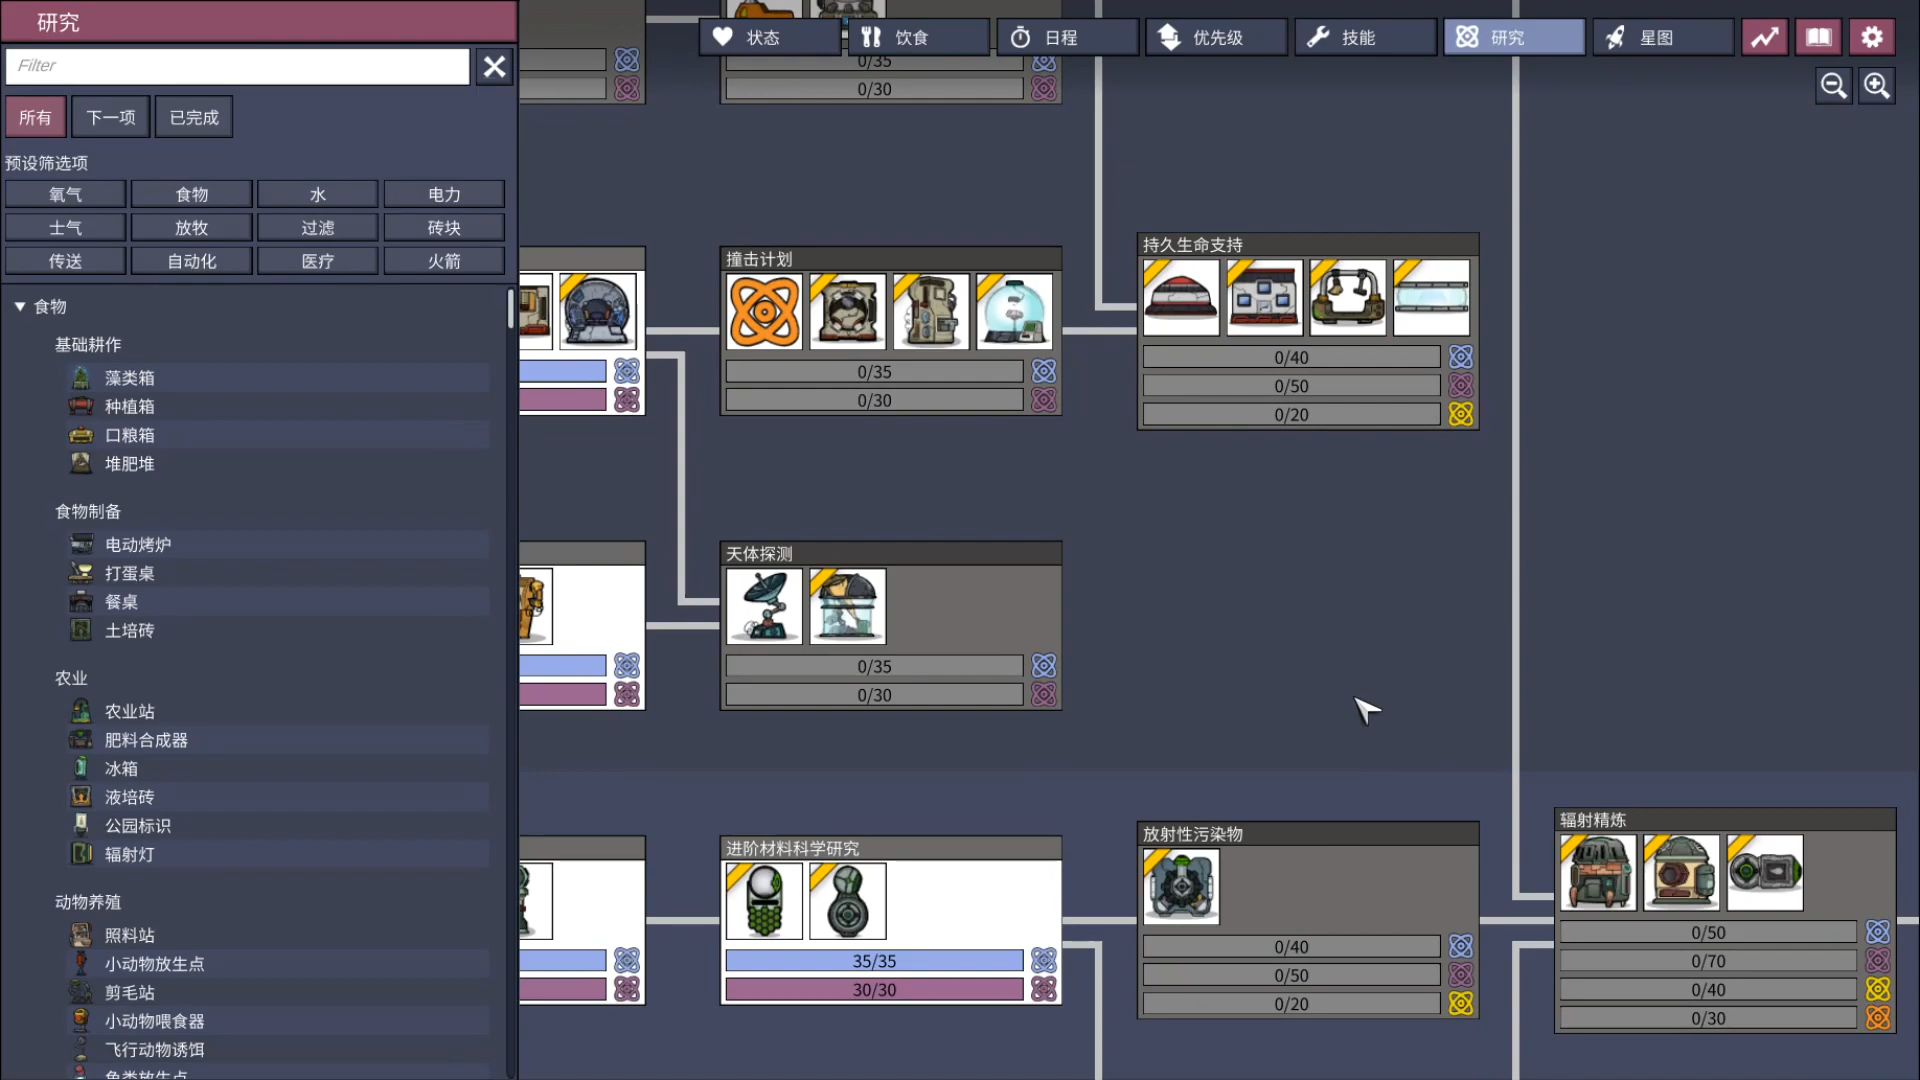 研究
状态
饮食
日程
优先级
技能
研究
星图
Filter
所有
下一项
已完成
预设筛选项
氧气
食物
水
电力
士气
放牧
过滤
砖块
传送
自动化
医疗
火箭
食物
基础耕作
藻类箱
种植箱
口粮箱
堆肥堆
食物制备
电动烤炉
打蛋桌
餐桌
土培砖
农业
农业站
肥料合成器
冰箱
液培砖
公园标识
辐射灯
动物养殖
照料站
小动物放生点
剪毛站
小动物喂食器
飞行动物诱饵
鱼类放生点
0/35
0/30
撞击计划
0/35
0/30
持久生命支持
0/40
0/50
0/20
天体探测
0/35
0/30
进阶材料科学研究
35/35
30/30
放射性污染物
0/40
0/50
0/20
辐射精炼
0/50
0/70
0/40
0/30